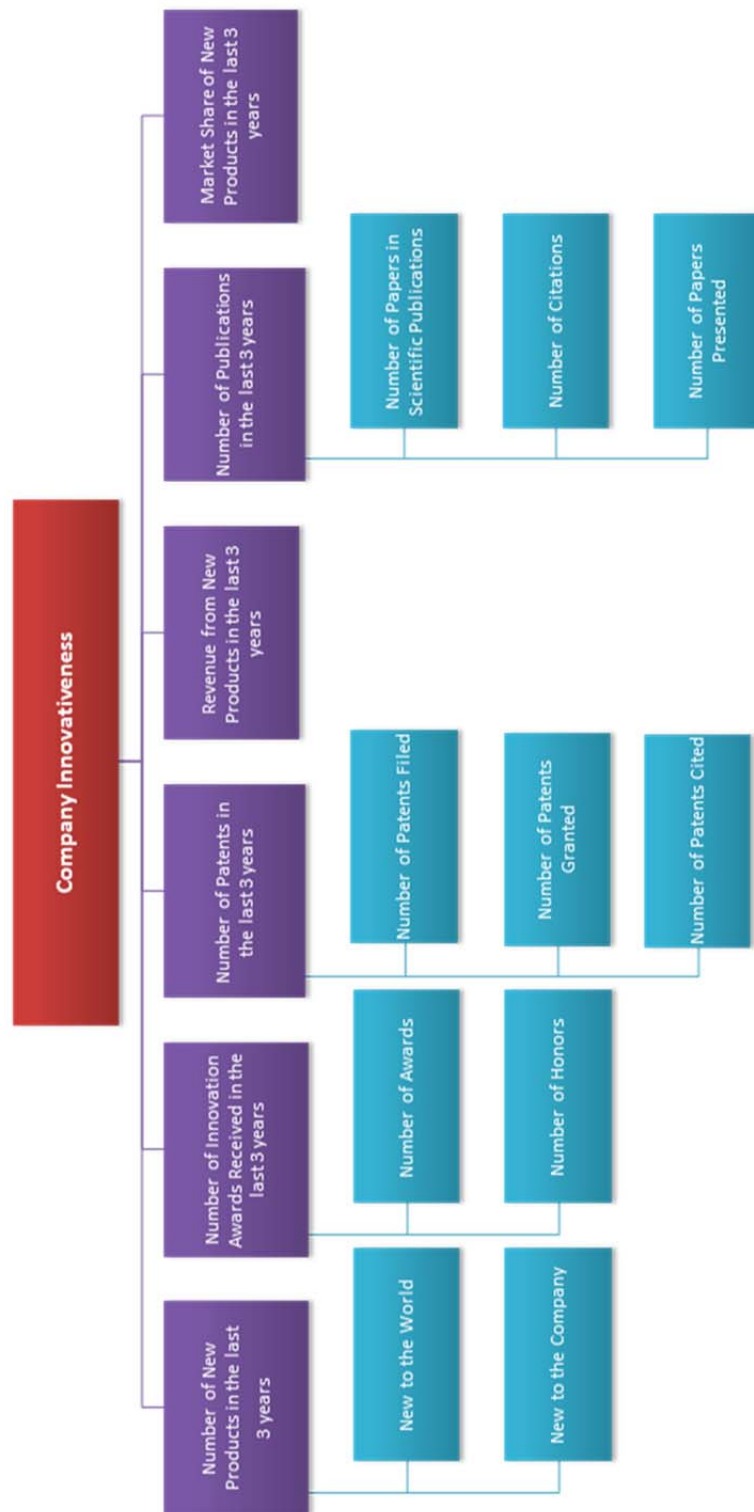 Company Innovativeness
Number of New
Products in the last
3 years
New to the World
New to the Company
Number of Innovation
Awards Received in the
last 3 years
Number of Awards
Number of Honors
Number of Patents in
the last 3 years
Number of Patents Filed
Number of Patents
Granted
Number of Patents Cited
Revenue from New
Products in the last 3
years
Number of Publications
in the last 3 years
Number of Papers in
Scientific Publications
Number of Citations
Number of Papers
Presented
Market Share of New
Products in the last 3
years